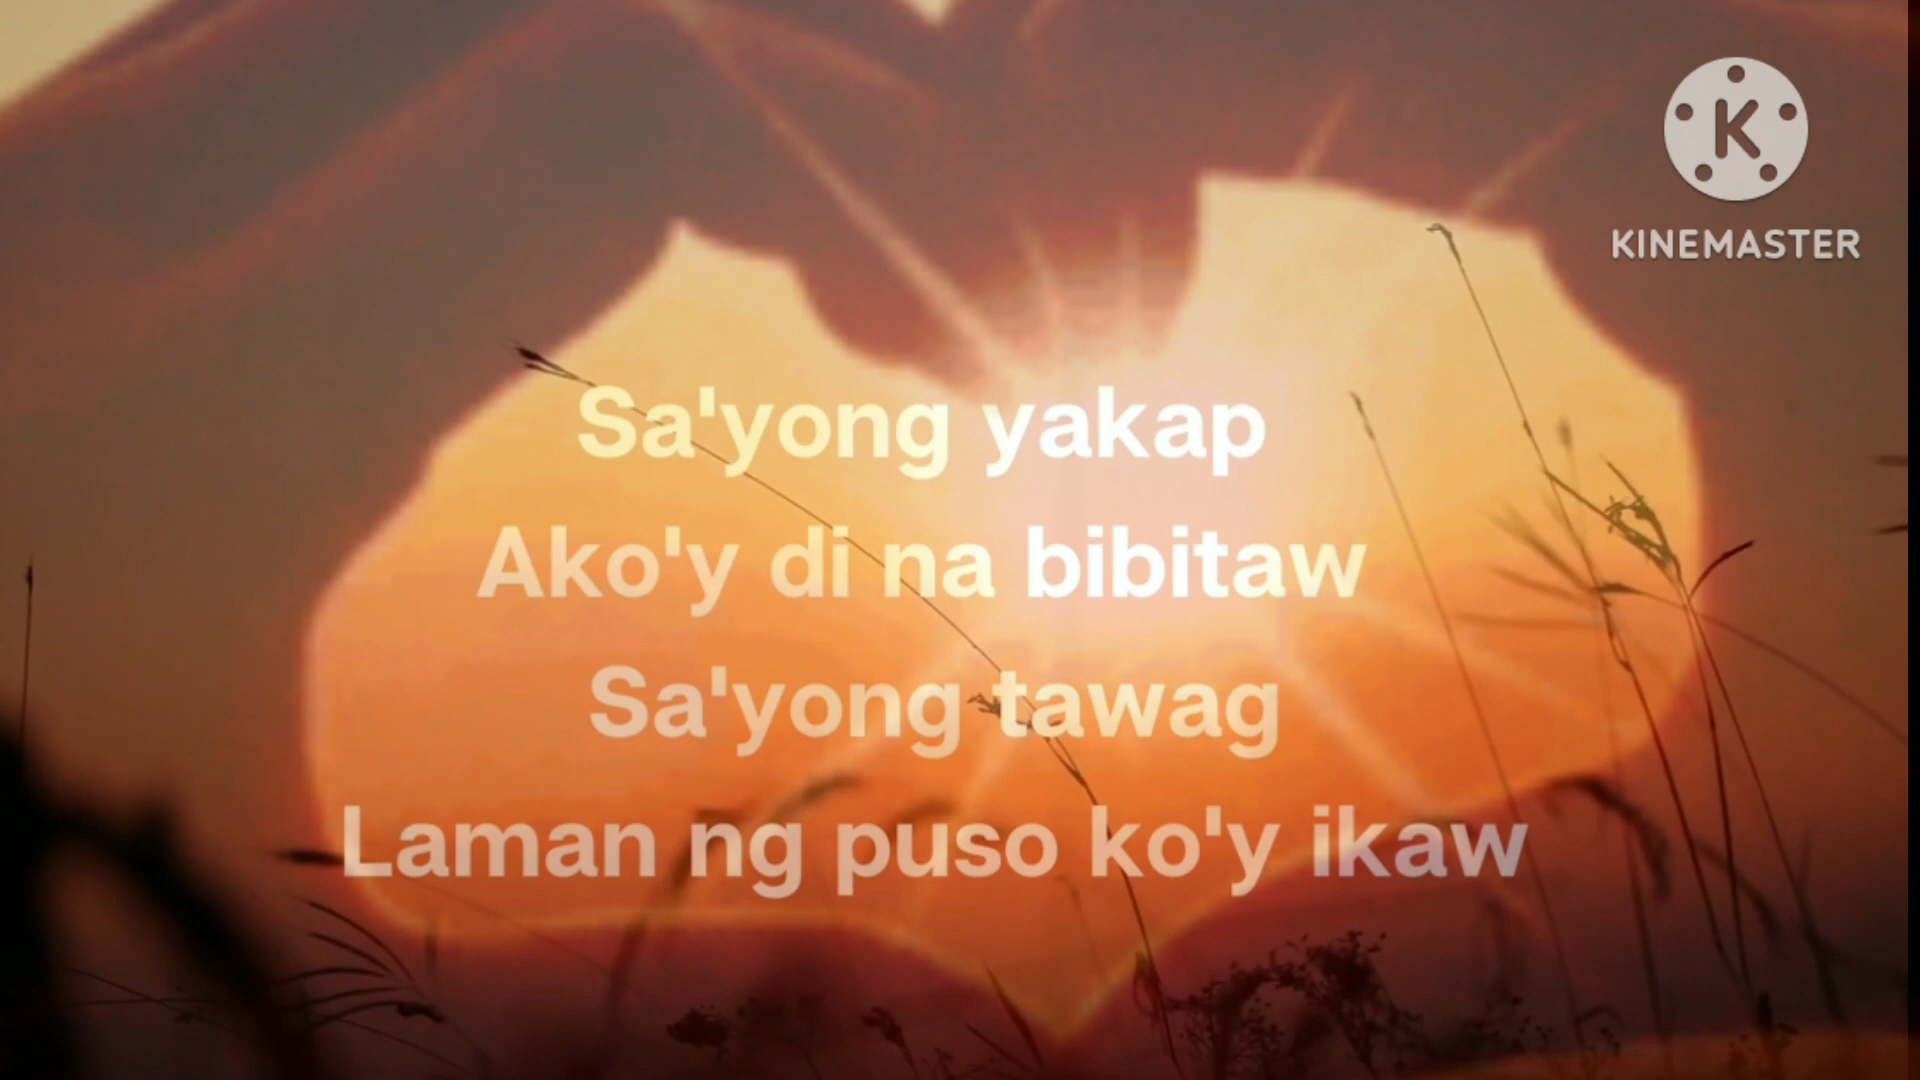 KINEMASTER
Sa'yong yakap
Ako'y di na bibitaw
Sa'yong tawag
Laman ng puso ko'y ikaw